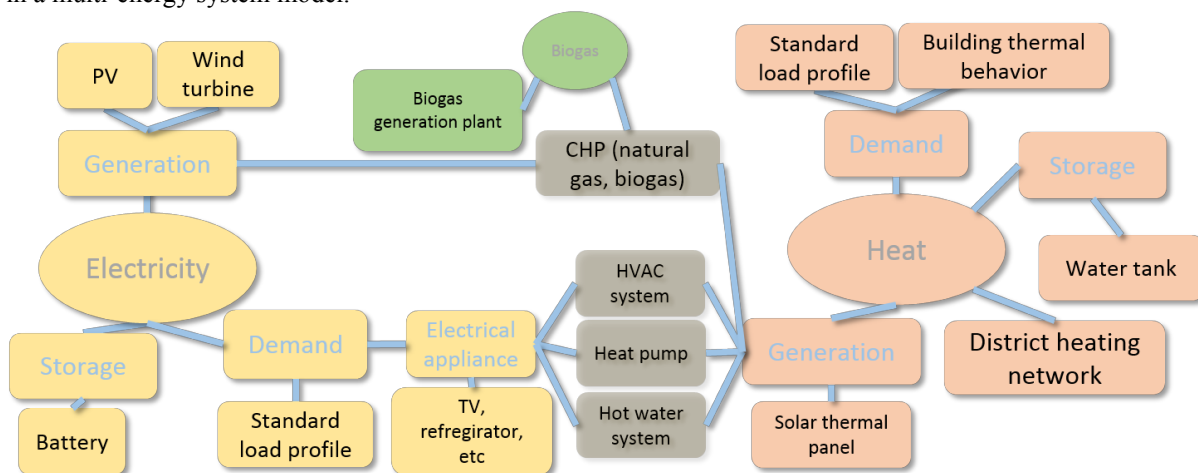 in a multi-energy system model.
PV
Wind
turbine
Biogas
Biogas
generation plant
Standard
load profile
Building thermal
behavior
Generation
CHP (natural
gas, biogas)
Demand
Storage
Electricity
HVAC
system
Heat
Water tank
Storage
Demand
Electrical
appliance
Heat pump
Generation
District heating
network
Battery
Standard
load profile
TV,
refregirator,
etc
Hot water
system
Solar thermal
panel